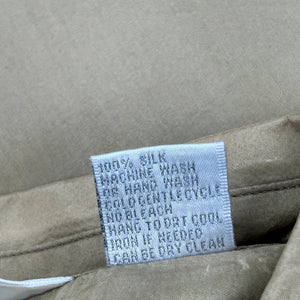 100% SILK
MACHINE WASH
OR HAND WASH
COLD GENTLE CYCLE
NO BLEACH
HANG TO DRY COOL
IRON IF NEEDED
CAN BE DRY CLEAN